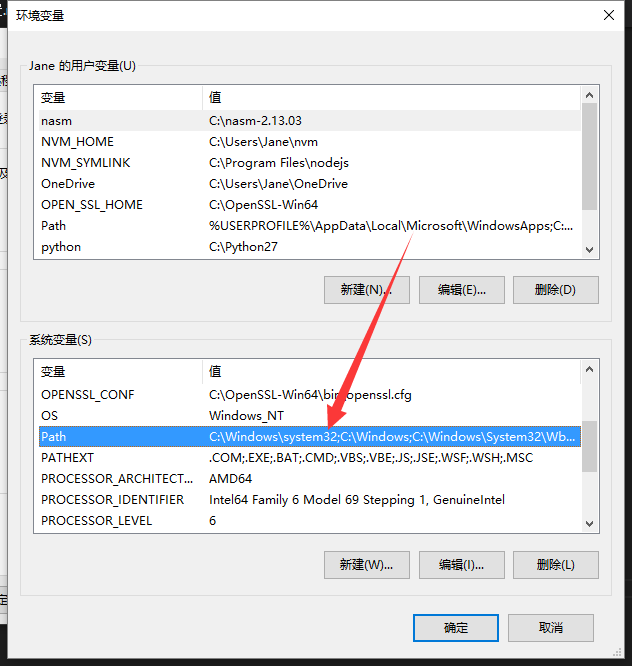 环境变量
Jane 的用户变量(U)
变量 值
nasm C:\nasm-2.13.03
NVM_HOME C:\Users\Jane\nvm
NVM_SYMLINK C:\Program Files\nodejs
OneDrive C:\Users\Jane\OneDrive
OPEN_SSL_HOME C:\OpenSSL-Win64
Path %USERPROFILE%\AppData\Local\Microsoft\WindowsApps;C:...
python C:\Python27
新建(N)... 编辑(E)... 删除(D)
系统变量(S)
变量 值
OPENSSL_CONF C:\OpenSSL-Win64\bin\openssl.cfg
OS Windows_NT
Path C:\Windows\system32;C:\Windows;C:\Windows\System32\Wb...
PATHEXT .COM;.EXE;.BAT;.CMD;.VBS;.VBE;.JS;.JSE;.WSF;.WSH;.MSC
PROCESSOR_ARCHITECT... AMD64
PROCESSOR_IDENTIFIER Intel64 Family 6 Model 69 Stepping 1, GenuineIntel
PROCESSOR_LEVEL 6
新建(W)... 编辑(I)... 删除(L)
确定 取消